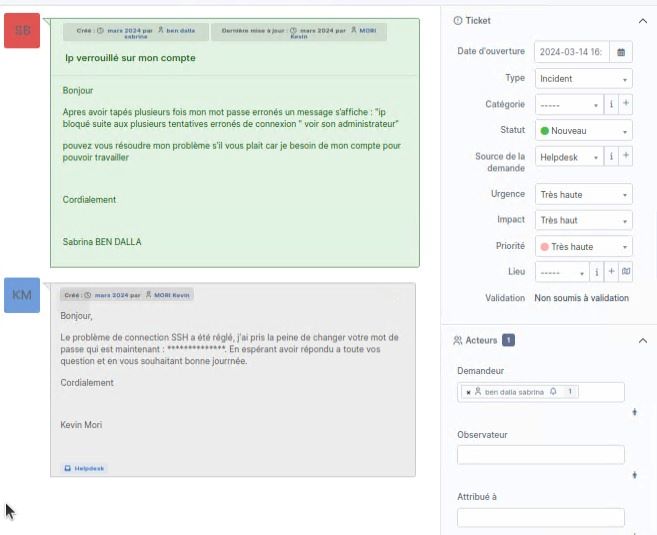 SB
Créé : mars 2024 par ben dalla sabrina
Dernière mise à jour : mars 2024 par MORI Kevin
Ip verrouillé sur mon compte
Bonjour
Apres avoir tapés plusieurs fois mon mot passe erronés un message s'affiche : "ip
bloqué suite aux plusieurs tentatives erronés de connexion " voir son administrateur"
pouvez vous résoudre mon problème s'il vous plait car je besoin de mon compte pour
pouvoir travailler
Cordialement
Sabrina BEN DALLA
KM
Créé : mars 2024 par MORI Kevin
Bonjour,
Le problème de connection SSH a été réglé, j'ai pris la peine de changer votre mot de
passe qui est maintenant : **************. En espérant avoir répondu a toute vos
question et en vous souhaitant bonne jourrnée.
Cordialement
Kevin Mori
Helpdesk
Ticket
Date d'ouverture 2024-03-14 16:
Type Incident
Catégorie ----- i +
Statut Nouveau
Source de la
demande
Helpdesk i +
Urgence Très haute
Impact Très haut
Priorité Très haute
Lieu ----- i +
Validation Non soumis à validation
Acteurs 1
Demandeur
× ben dalla sabrina 1
Observateur
Attribué à